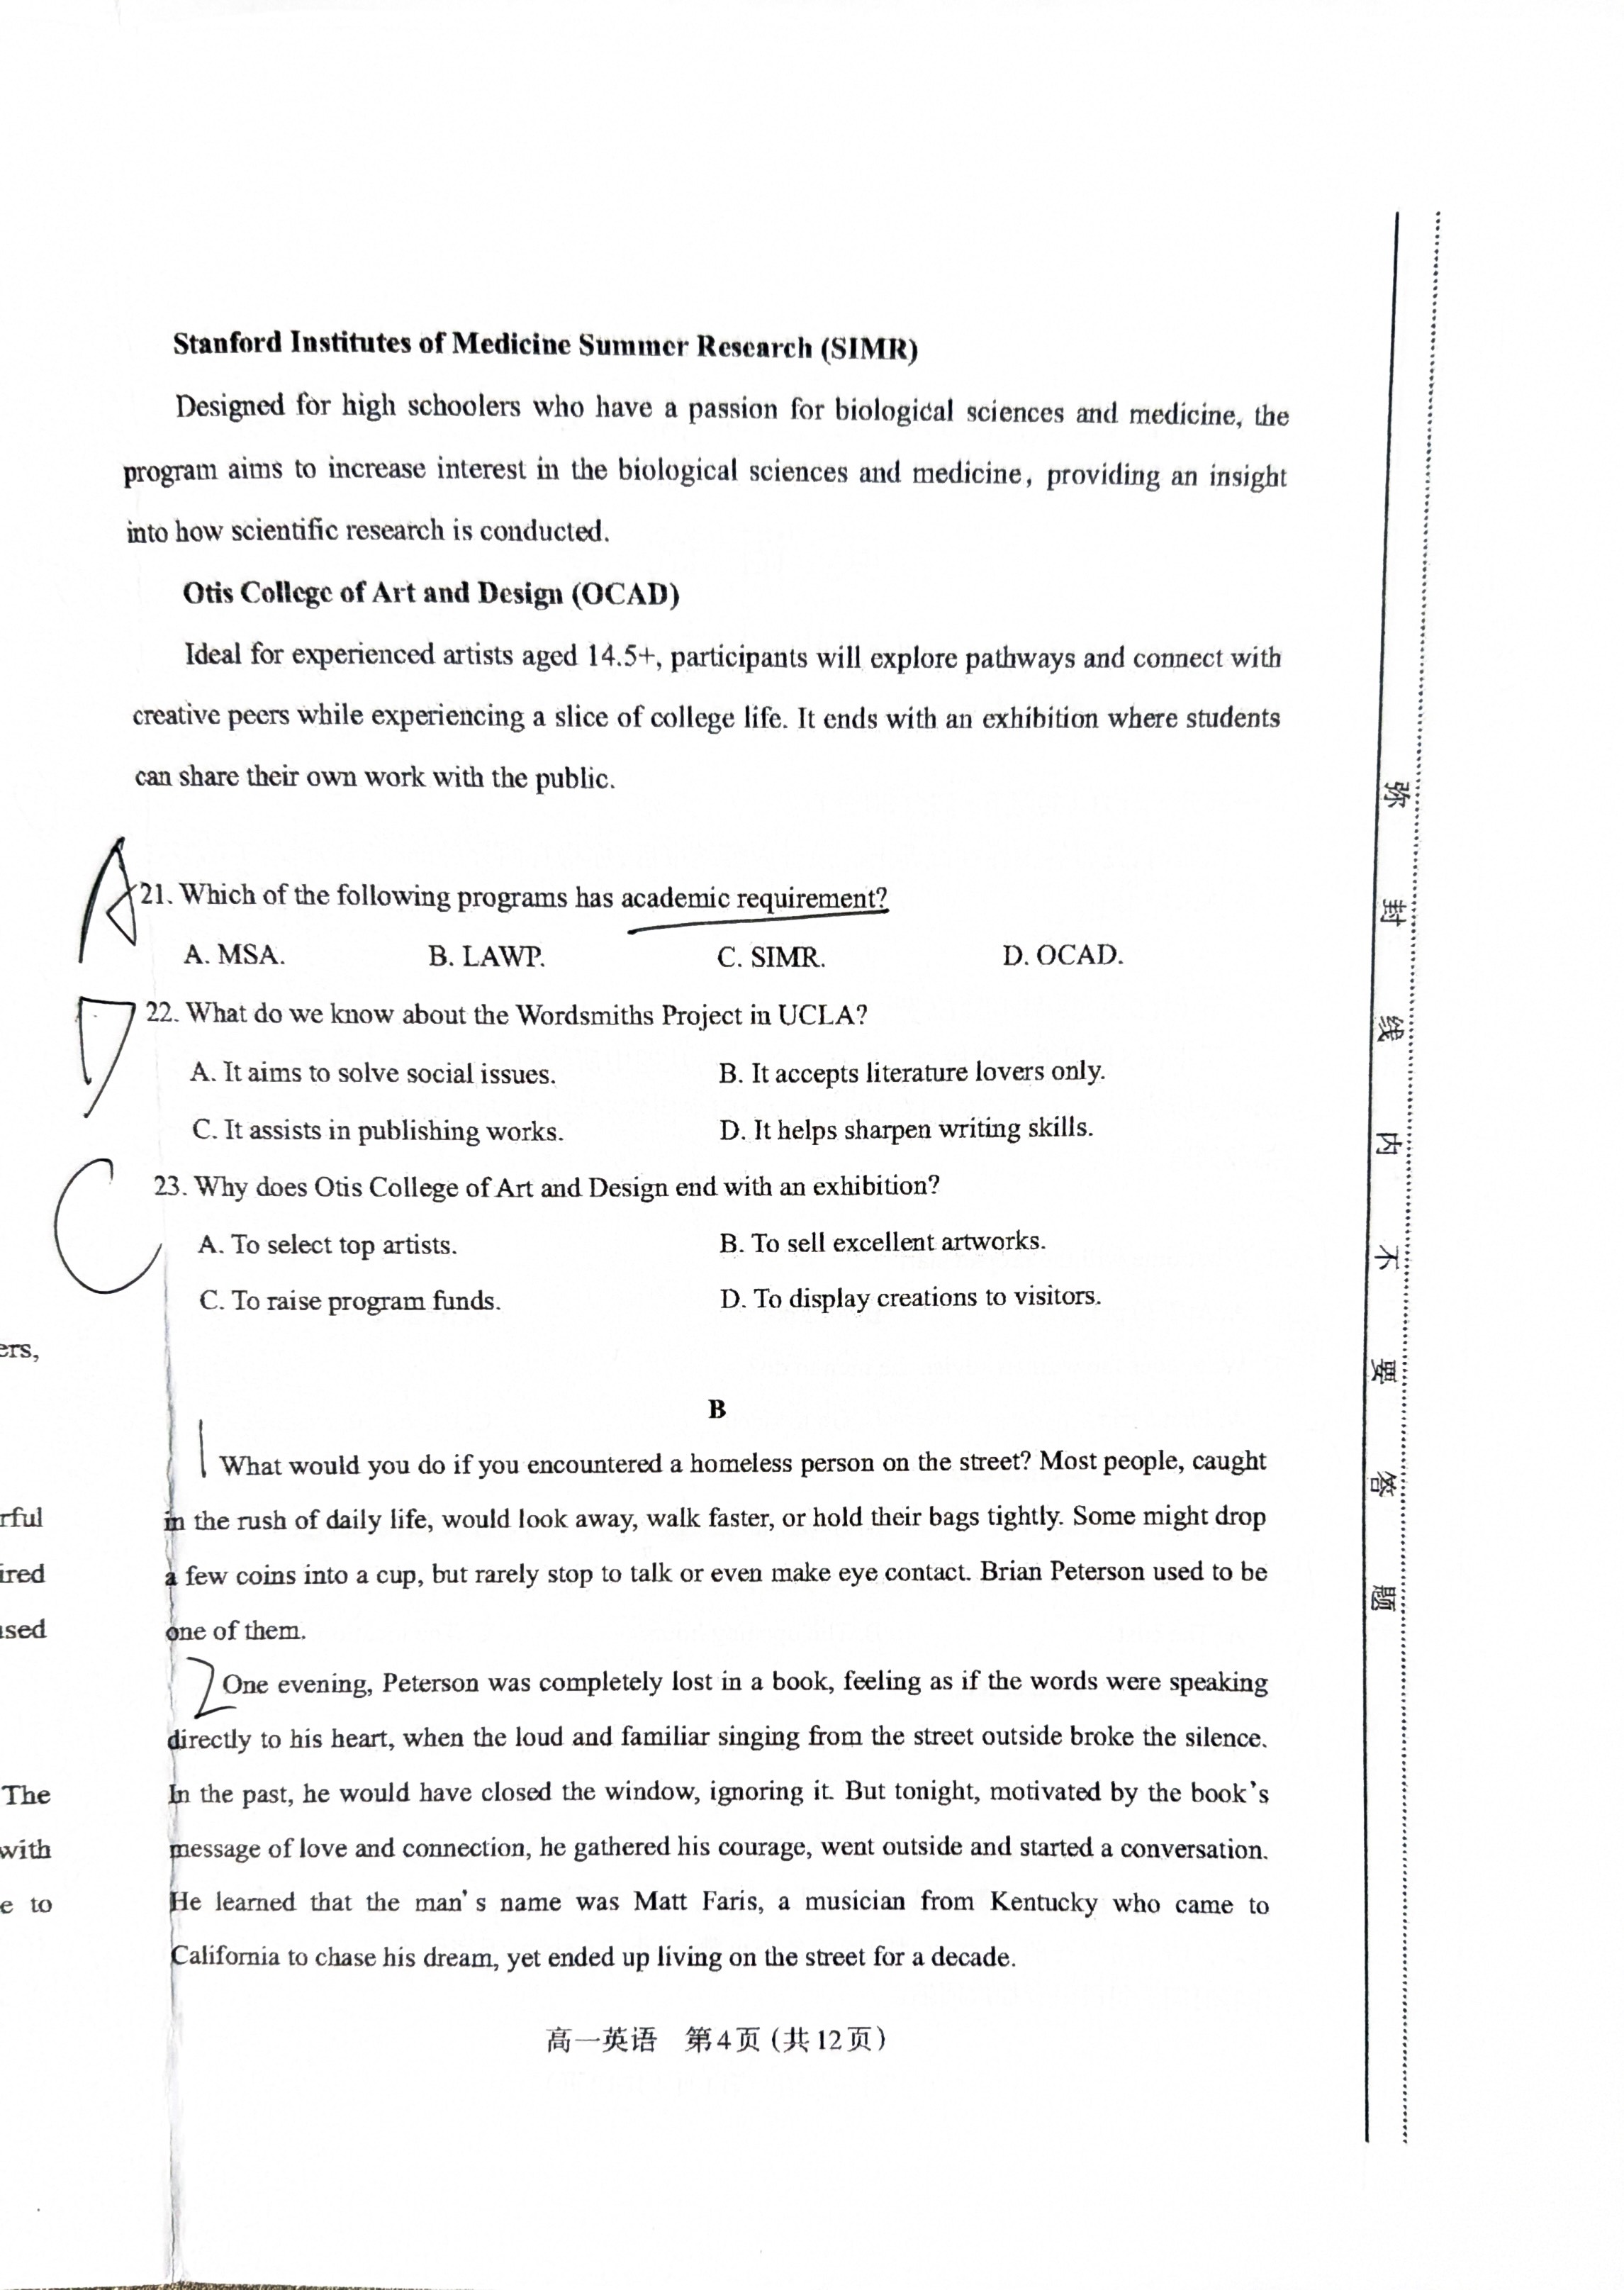 Stanford Institutes of Medicine Summer Research (SIMR)
Designed for high schoolers who have a passion for biological sciences and medicine, the
program aims to increase interest in the biological sciences and medicine, providing an insight
into how scientific research is conducted.
Otis College of Art and Design (OCAD)
Ideal for experienced artists aged 14.5+, participants will explore pathways and connect with
creative peers while experiencing a slice of college life. It ends with an exhibition where students
can share their own work with the public.
A 21. Which of the following programs has academic requirement?
A. MSA. B. LAWP. C. SIMR. D. OCAD.
D 22. What do we know about the Wordsmiths Project in UCLA?
A. It aims to solve social issues. B. It accepts literature lovers only.
C. It assists in publishing works. D. It helps sharpen writing skills.
C 23. Why does Otis College of Art and Design end with an exhibition?
A. To select top artists. B. To sell excellent artworks.
C. To raise program funds. D. To display creations to visitors.
B
1 What would you do if you encountered a homeless person on the street? Most people, caught
in the rush of daily life, would look away, walk faster, or hold their bags tightly. Some might drop
a few coins into a cup, but rarely stop to talk or even make eye contact. Brian Peterson used to be
one of them.
2 One evening, Peterson was completely lost in a book, feeling as if the words were speaking
directly to his heart, when the loud and familiar singing from the street outside broke the silence.
In the past, he would have closed the window, ignoring it. But tonight, motivated by the book's
message of love and connection, he gathered his courage, went outside and started a conversation.
He learned that the man's name was Matt Faris, a musician from Kentucky who came to
California to chase his dream, yet ended up living on the street for a decade.
高一英语 第4页(共12页)
The
with
e to
弥封线内不要答题